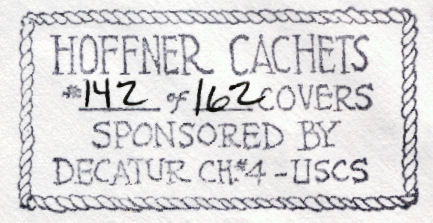 HOFFNER CACHETS
#142 of 162 COVERS
SPONSORED BY
DECATUR CH.#4-USCS